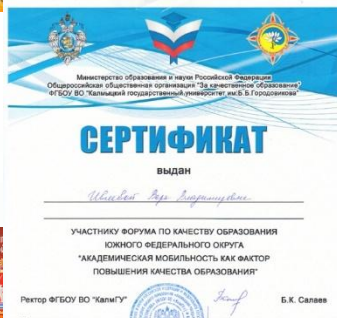 Министерство образования и науки Российской Федерации
Общероссийская общественная организация "За качественное образование"
ФГБОУ ВО "Калмыцкий государственный университет им.Б.Б.Городовикова"
СЕРТИФИКАТ
выдан
Владимировне
УЧАСТНИКУ ФОРУМА ПО КАЧЕСТВУ ОБРАЗОВАНИЯ
ЮЖНОГО ФЕДЕРАЛЬНОГО ОКРУГА
"АКАДЕМИЧЕСКАЯ МОБИЛЬНОСТЬ КАК ФАКТОР
ПОВЫШЕНИЯ КАЧЕСТВА ОБРАЗОВАНИЯ"
Ректор ФГБОУ ВО "КалмГУ" Б.К. Салаев